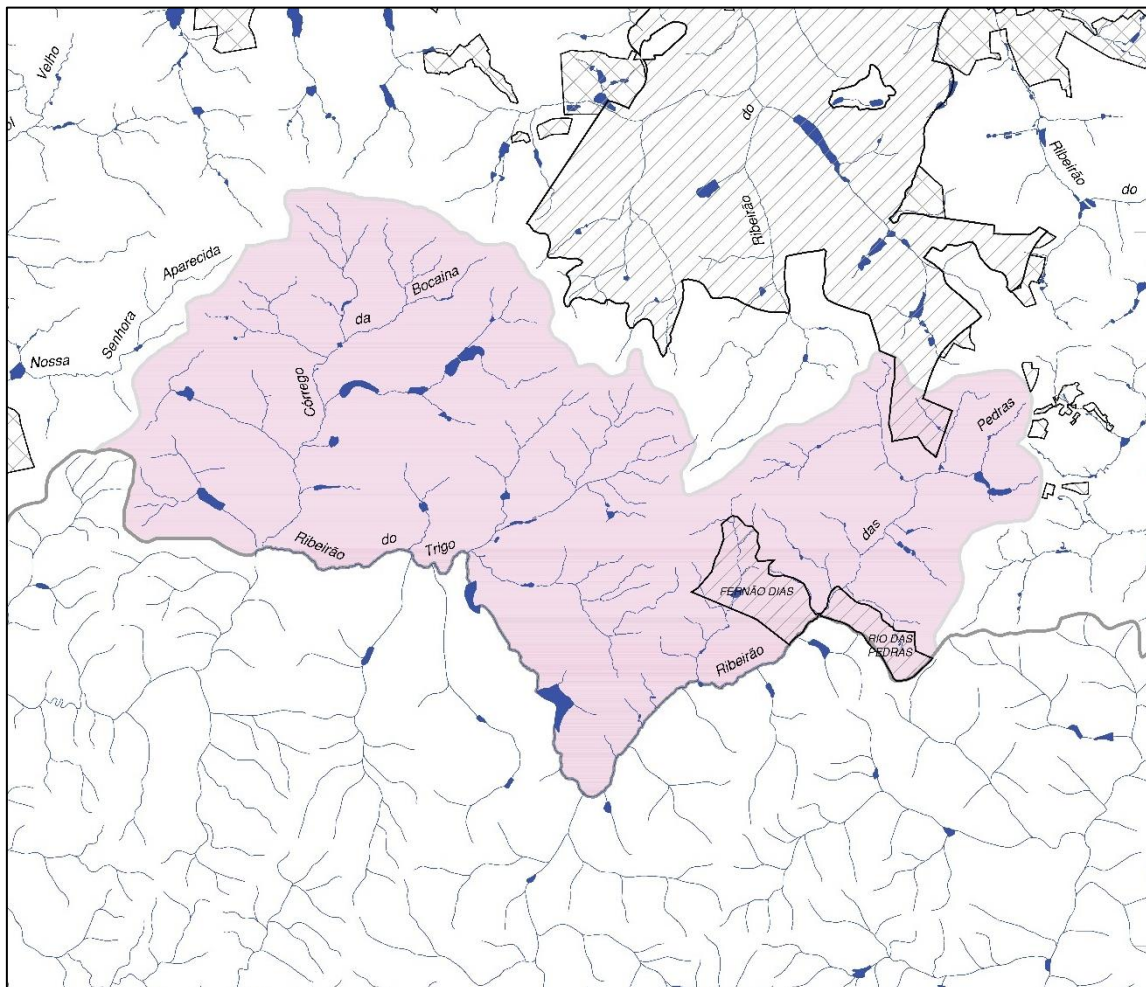 Velho
do
Ribeirão
Ribeirão
do
Aparecida
Senhora
Nossa
Bocaina
da
Córrego
Pedras
das
Ribeirão
do
Trigo
FERNÃO DIAS
RIO DAS
PEDRAS
Ribeirão